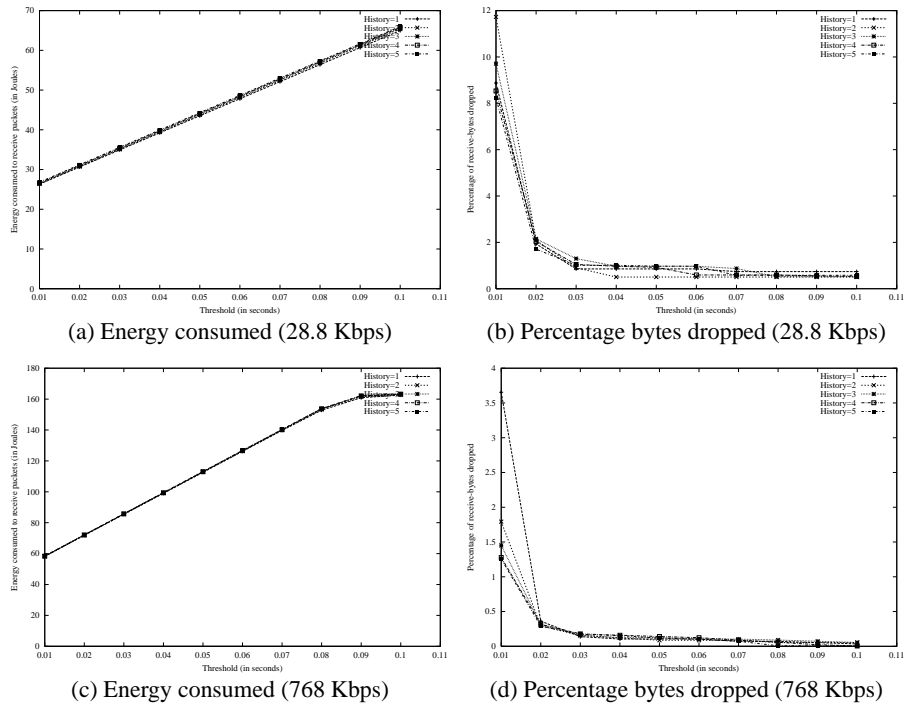 Energy consumed to receive packets (in Joules)
70
60
50
40
30
20
10
0
0.01 0.02 0.03 0.04 0.05 0.06 0.07 0.08 0.09 0.1 0.11
Threshold (in seconds)
History=1
History=2
History=3
History=4
History=5
(a) Energy consumed (28.8 Kbps)
Percentage of receive-bytes dropped
12
10
8
6
4
2
0
0.01 0.02 0.03 0.04 0.05 0.06 0.07 0.08 0.09 0.1 0.11
Threshold (in seconds)
History=1
History=2
History=3
History=4
History=5
(b) Percentage bytes dropped (28.8 Kbps)
Energy consumed to receive packets (in Joules)
180
160
140
120
100
80
60
40
20
0
0.01 0.02 0.03 0.04 0.05 0.06 0.07 0.08 0.09 0.1 0.11
Threshold (in seconds)
History=1
History=2
History=3
History=4
History=5
(c) Energy consumed (768 Kbps)
Percentage of receive-bytes dropped
4
3.5
3
2.5
2
1.5
1
0.5
0
0.01 0.02 0.03 0.04 0.05 0.06 0.07 0.08 0.09 0.1 0.11
Threshold (in seconds)
History=1
History=2
History=3
History=4
History=5
(d) Percentage bytes dropped (768 Kbps)